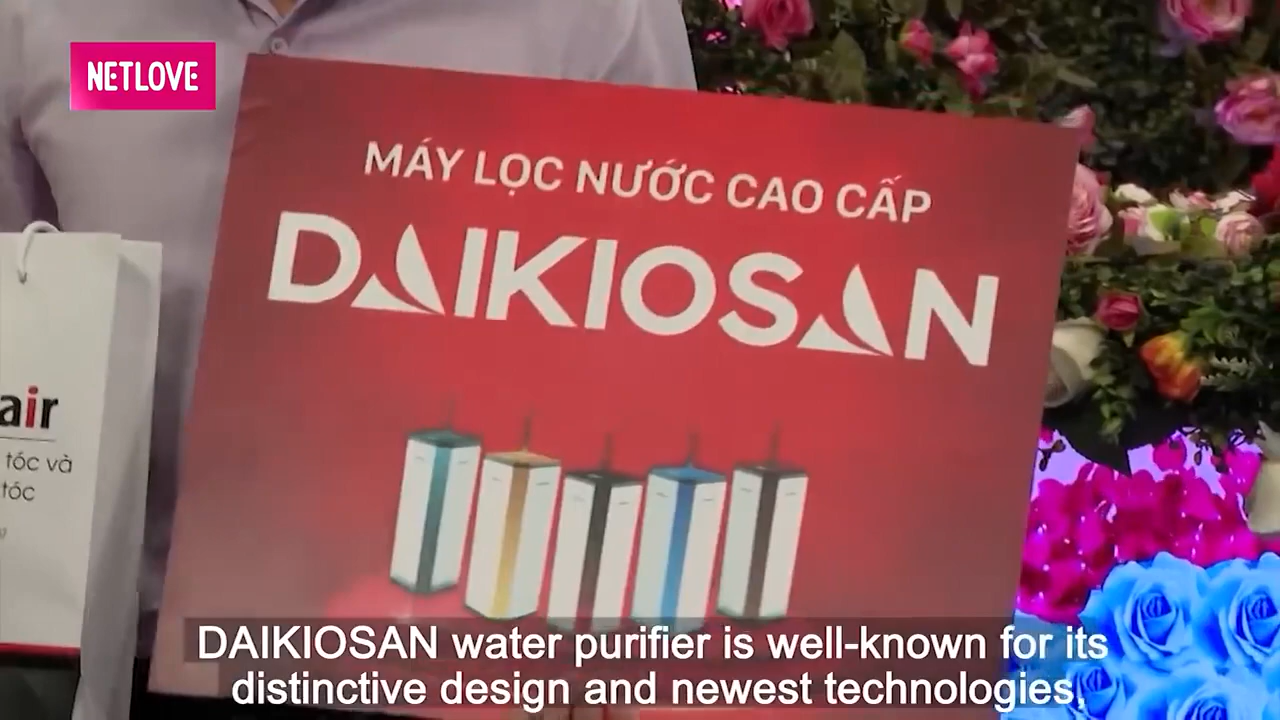 NETLOVE
MÁY LỌC NƯỚC CAO CẤP
DAIKIOSAN
air
tóc và
tóc
DAIKIOSAN water purifier is well-known for its
distinctive design and newest technologies,